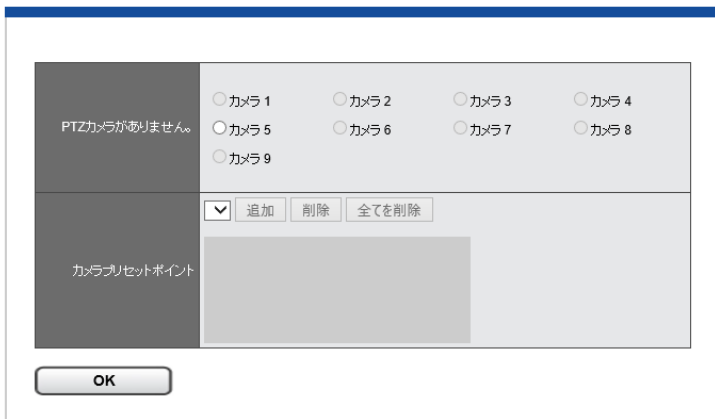 PTZカメラがありません。
カメラ 1 カメラ 2 カメラ 3 カメラ 4
カメラ 5 カメラ 6 カメラ 7 カメラ 8
カメラ 9
追加 削除 全てを削除
カメラプリセットポイント
OK